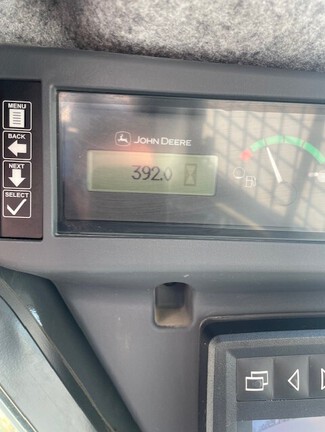 MENU
BACK
NEXT
SELECT
JOHN DEERE
392.0